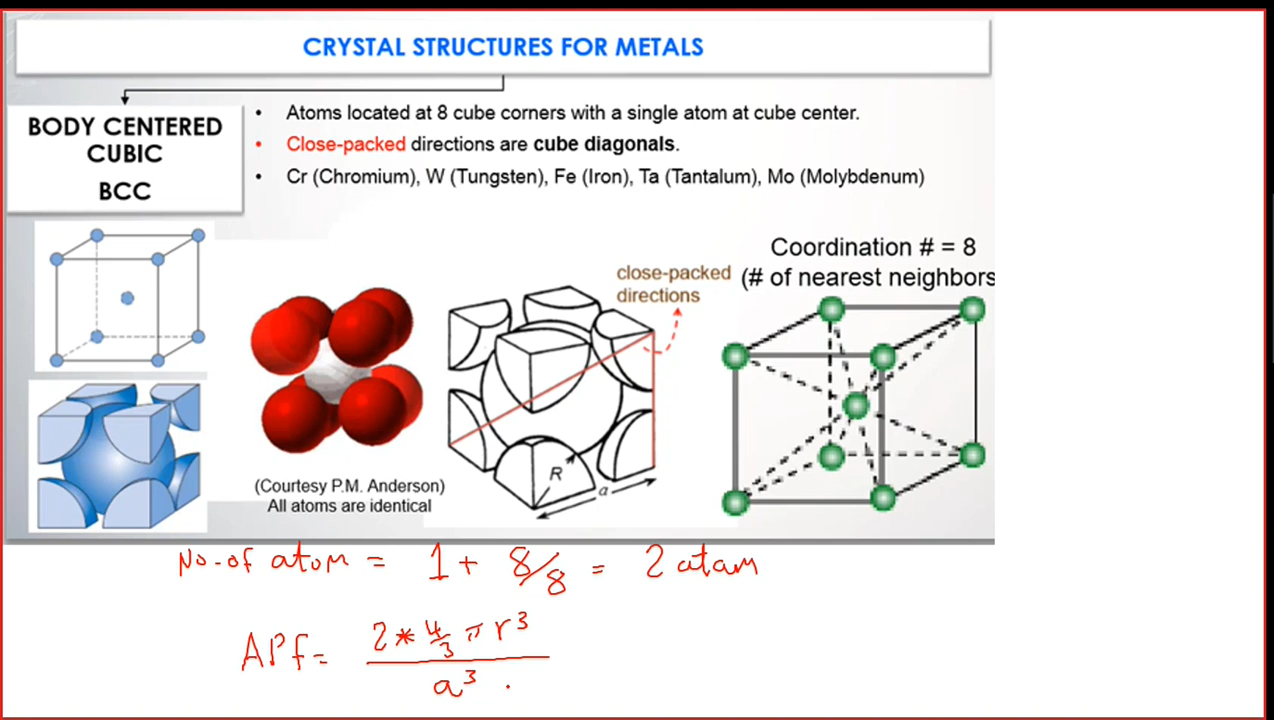 CRYSTAL STRUCTURES FOR METALS
BODY CENTERED
CUBIC
BCC
• Atoms located at 8 cube corners with a single atom at cube center.
• Close-packed directions are cube diagonals.
• Cr (Chromium), W (Tungsten), Fe (Iron), Ta (Tantalum), Mo (Molybdenum)
close-packed
directions
Coordination # = 8
(# of nearest neighbors
R
a
(Courtesy P.M. Anderson)
All atoms are identical
No. of atom = 1 + 8/8 = 2 atam
APf = 2 * 4/3 π r³
a³